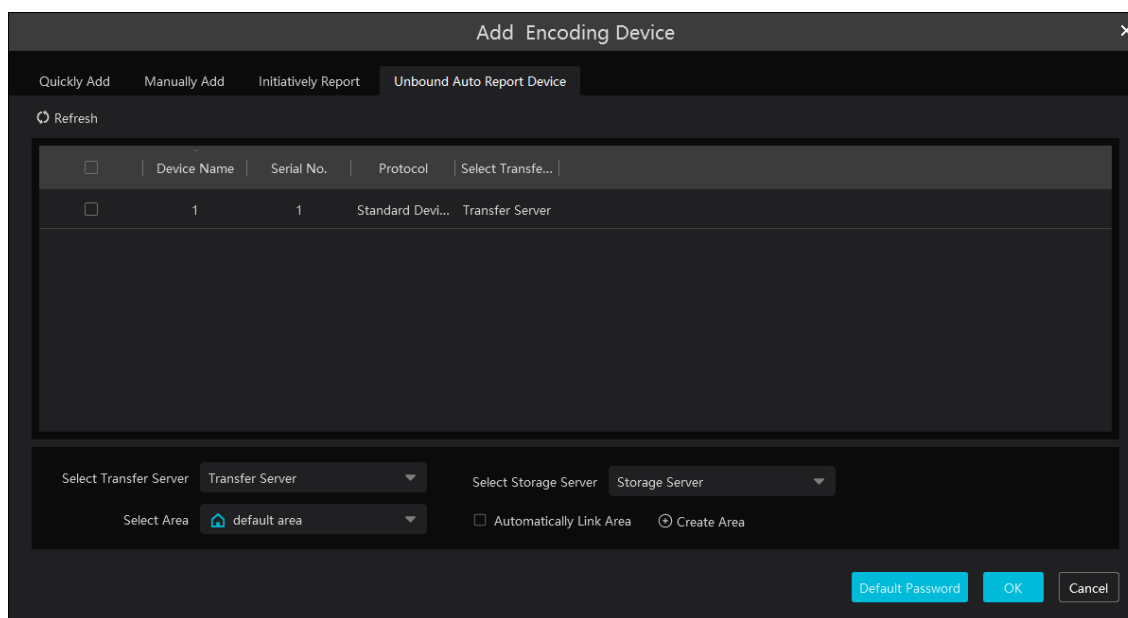 Add Encoding Device
Quickly Add Manually Add Initiatively Report Unbound Auto Report Device
Refresh
Device Name Serial No. Protocol Select Transfe...
1 1 Standard Devi... Transfer Server
Select Transfer Server Transfer Server Select Storage Server Storage Server
Select Area default area Automatically Link Area Create Area
Default Password OK Cancel